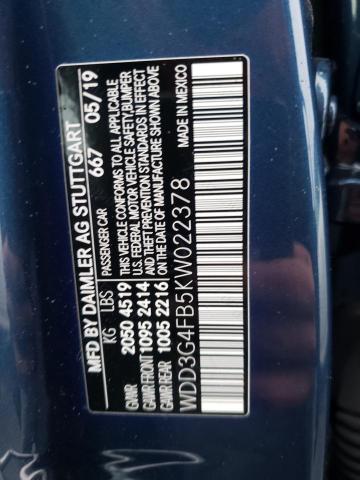 MFD BY DAIMLER AG STUTTGART
667 05/19
PASSENGER CAR
KG LBS
GVWR 2050 4519
GAWR FRONT 1095 2414
GAWR REAR 1005 2216
THIS VEHICLE CONFORMS TO ALL APPLICABLE
U.S. FEDERAL MOTOR VEHICLE SAFETY,BUMPER
AND THEFT PREVENTION STANDARDS IN EFFECT
ON THE DATE OF MANUFACTURE SHOWN ABOVE
MADE IN MEXICO
WDD3G4FB5KW022378